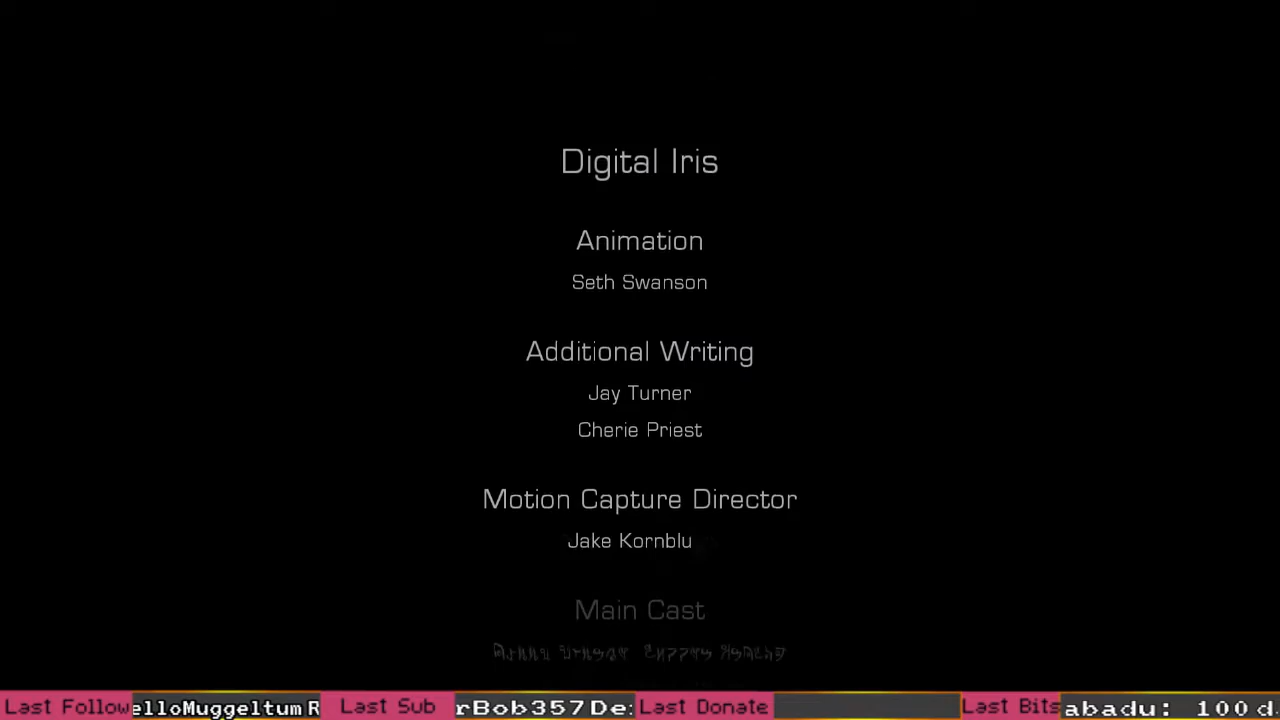 Digital Iris
Animation
Seth Swanson
Additional Writing
Jay Turner
Cherie Priest
Motion Capture Director
Jake Kornblu
Main Cast
Last Follow elloMuggeltum R Last Sub rBob357De: Last Donate Last Bits abadu: 100 d